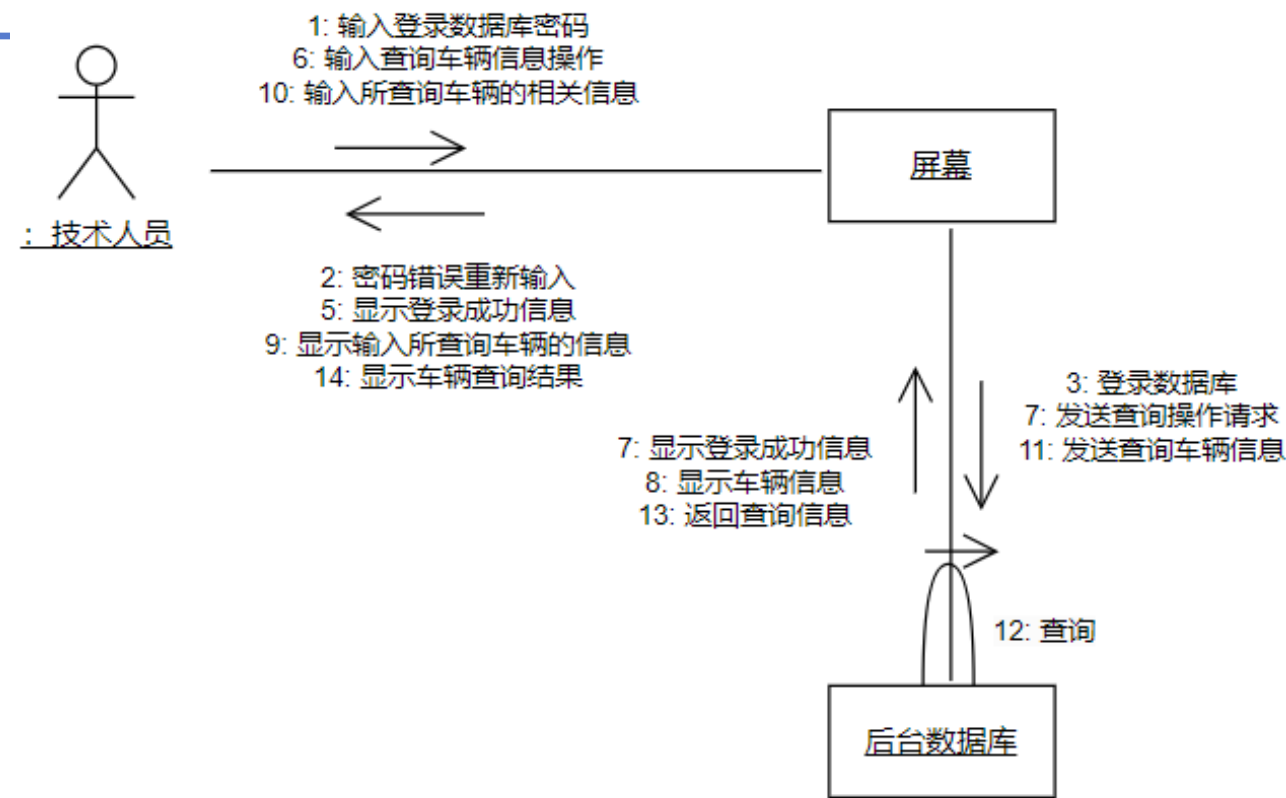 1: 输入登录数据库密码
6: 输入查询车辆信息操作
10: 输入所查询车辆的相关信息
屏幕
: 技术人员
2: 密码错误重新输入
5: 显示登录成功信息
9: 显示输入所查询车辆的信息
14: 显示车辆查询结果
3: 登录数据库
7: 发送查询操作请求
11: 发送查询车辆信息
7: 显示登录成功信息
8: 显示车辆信息
13: 返回查询信息
12: 查询
后台数据库